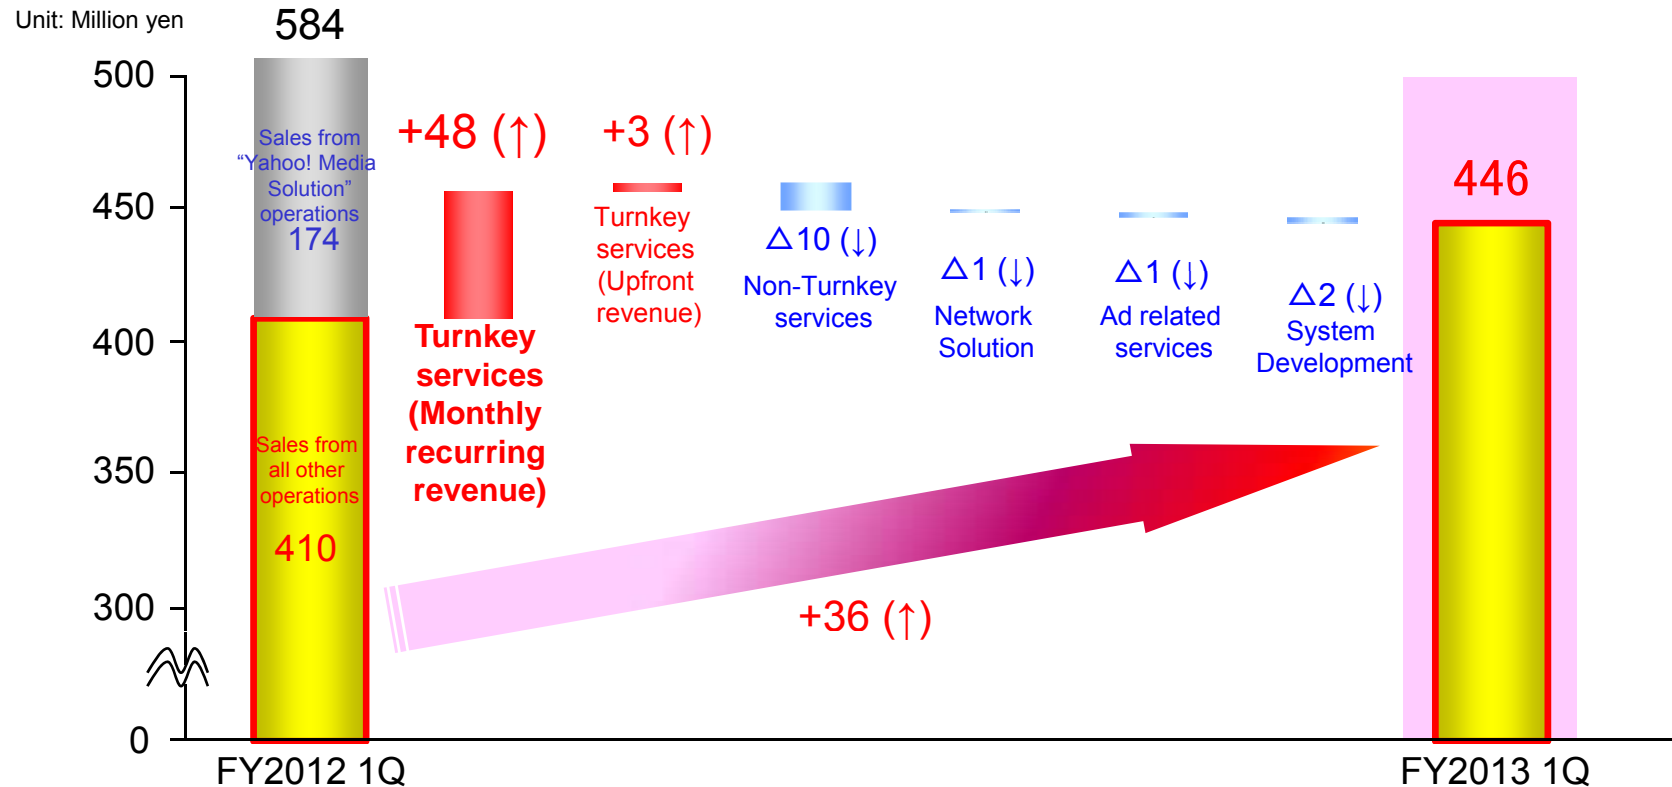 Unit: Million yen
584
500
450
400
350
300
0
Sales from
“Yahoo! Media
Solution”
operations
174
Sales from
all other
operations
410
+48 (↑)
Turnkey
services
(Monthly
recurring
revenue)
+3 (↑)
Turnkey
services
(Upfront
revenue)
△10 (↓)
Non-Turnkey
services
△1 (↓)
Network
Solution
△1 (↓)
Ad related
services
△2 (↓)
System
Development
+36 (↑)
446
FY2012 1Q
FY2013 1Q